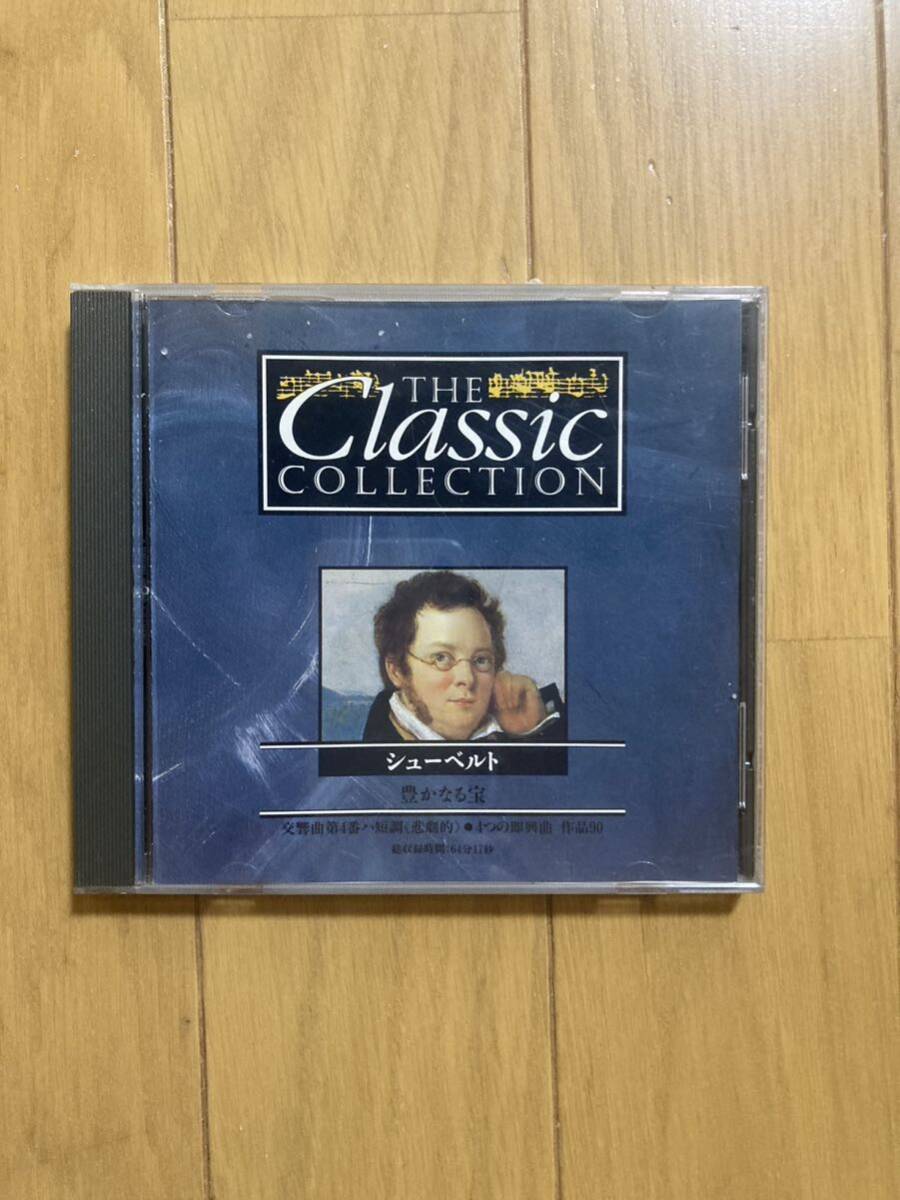 THE
Classic
COLLECTION
シューベルト
豊かなる宝
交響曲第4番ハ短調(悲劇的)●4つの即興曲 作品90
総収録時間:64分17秒